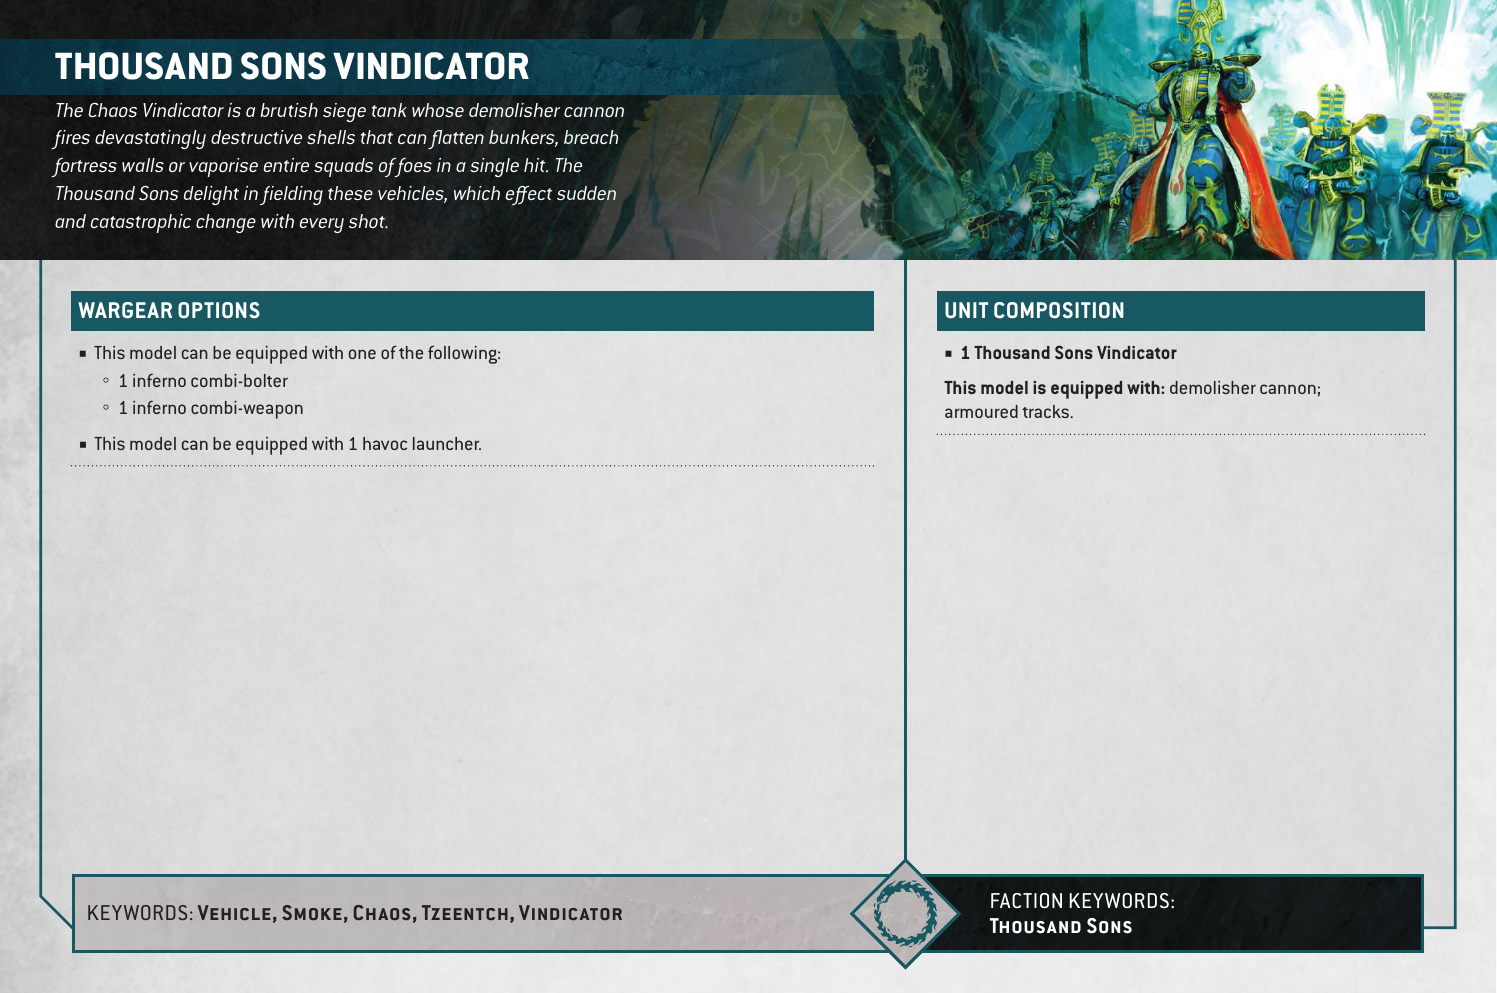 THOUSAND SONS VINDICATOR
The Chaos Vindicator is a brutish siege tank whose demolisher cannon
fires devastatingly destructive shells that can flatten bunkers, breach
fortress walls or vaporise entire squads of foes in a single hit. The
Thousand Sons delight in fielding these vehicles, which effect sudden
and catastrophic change with every shot.
WARGEAR OPTIONS
■ This model can be equipped with one of the following:
◦ 1 inferno combi-bolter
◦ 1 inferno combi-weapon
■ This model can be equipped with 1 havoc launcher.
UNIT COMPOSITION
■ 1 Thousand Sons Vindicator
This model is equipped with: demolisher cannon;
armoured tracks.
KEYWORDS: Vehicle, Smoke, Chaos, Tzeentch, Vindicator
FACTION KEYWORDS:
Thousand Sons